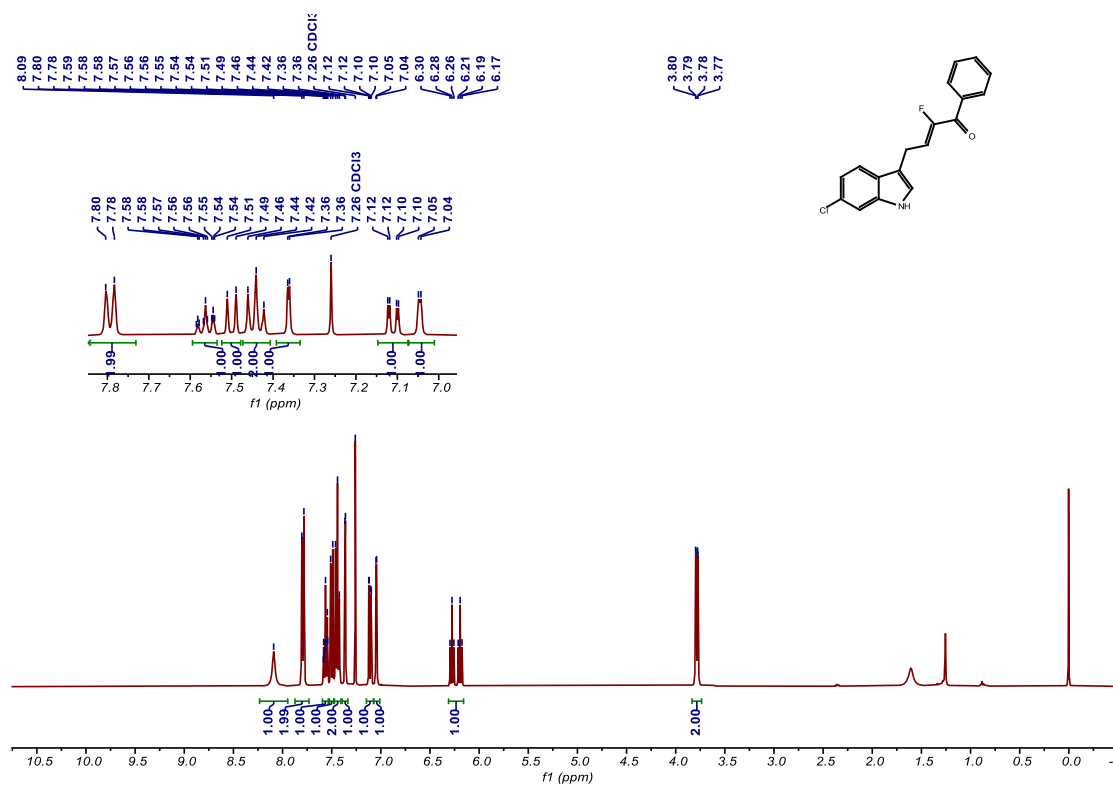 8.09 7.80 7.78 7.59 7.58 7.58 7.57 7.56 7.56 7.55 7.54 7.54 7.51 7.49 7.46 7.44 7.42 7.36 7.36 7.26 CDCl3 7.12 7.12 7.10 7.10 7.05 7.04 6.30 6.28 6.26 6.21 6.19 6.17 3.80 3.79 3.78 3.77
F
O
Cl
NH
7.80 7.78 7.58 7.58 7.57 7.56 7.56 7.55 7.54 7.54 7.51 7.49 7.46 7.44 7.42 7.36 7.36 7.26 CDCl3 7.12 7.12 7.10 7.10 7.05 7.04
1.99 1.00 1.00 2.00 1.00 1.00 1.00
7.8 7.7 7.6 7.5 7.4 7.3 7.2 7.1 7.0
f1 (ppm)
1.00 1.99 1.00 1.00 2.00 1.00 1.00 1.00 1.00 2.00
10.5 10.0 9.5 9.0 8.5 8.0 7.5 7.0 6.5 6.0 5.5 5.0 4.5 4.0 3.5 3.0 2.5 2.0 1.5 1.0 0.5 0.0 -
f1 (ppm)